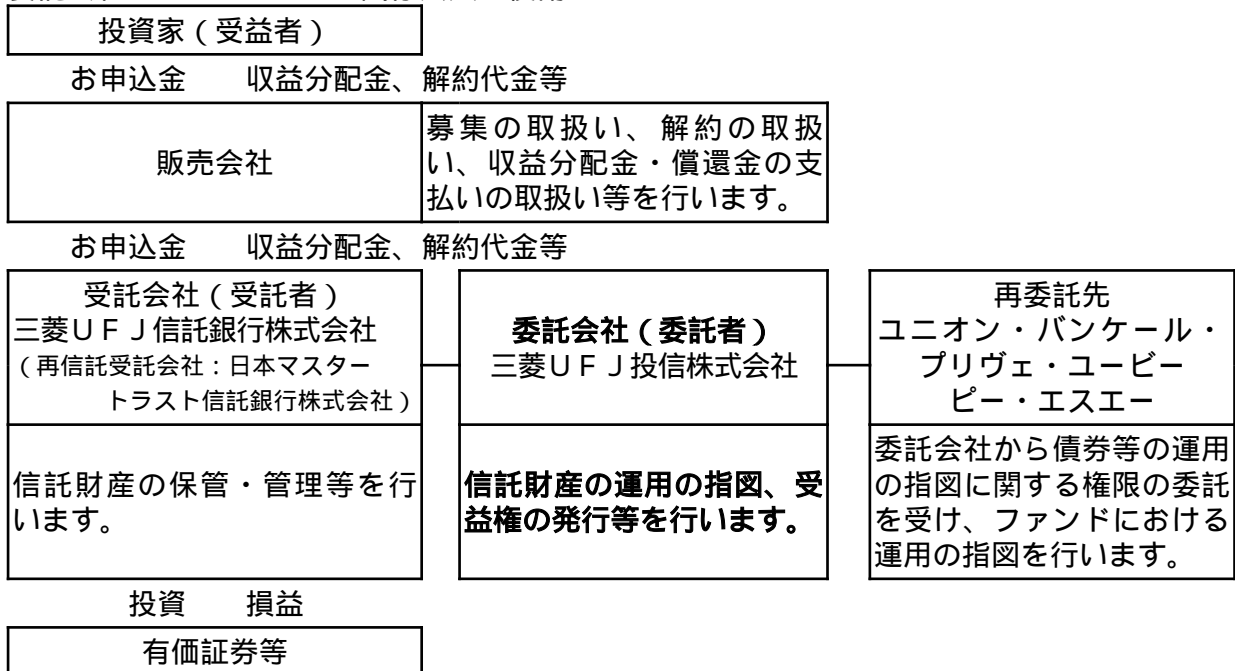 投資家（受益者）
お申込金　収益分配金、解約代金等
販売会社
募集の取扱い、解約の取扱
い、収益分配金・償還金の支
払いの取扱い等を行います。
お申込金　収益分配金、解約代金等
受託会社（受託者）
三菱ＵＦＪ信託銀行株式会社
（再信託受託会社：日本マスター
トラスト信託銀行株式会社）
委託会社（委託者）
三菱ＵＦＪ投信株式会社
再委託先
ユニオン・バンケール・
プリヴェ・ユービー
ピー・エスエー
信託財産の保管・管理等を行
います。
信託財産の運用の指図、受
益権の発行等を行います。
委託会社から債券等の運用
の指図に関する権限の委託
を受け、ファンドにおける
運用の指図を行います。
投資　損益
有価証券等